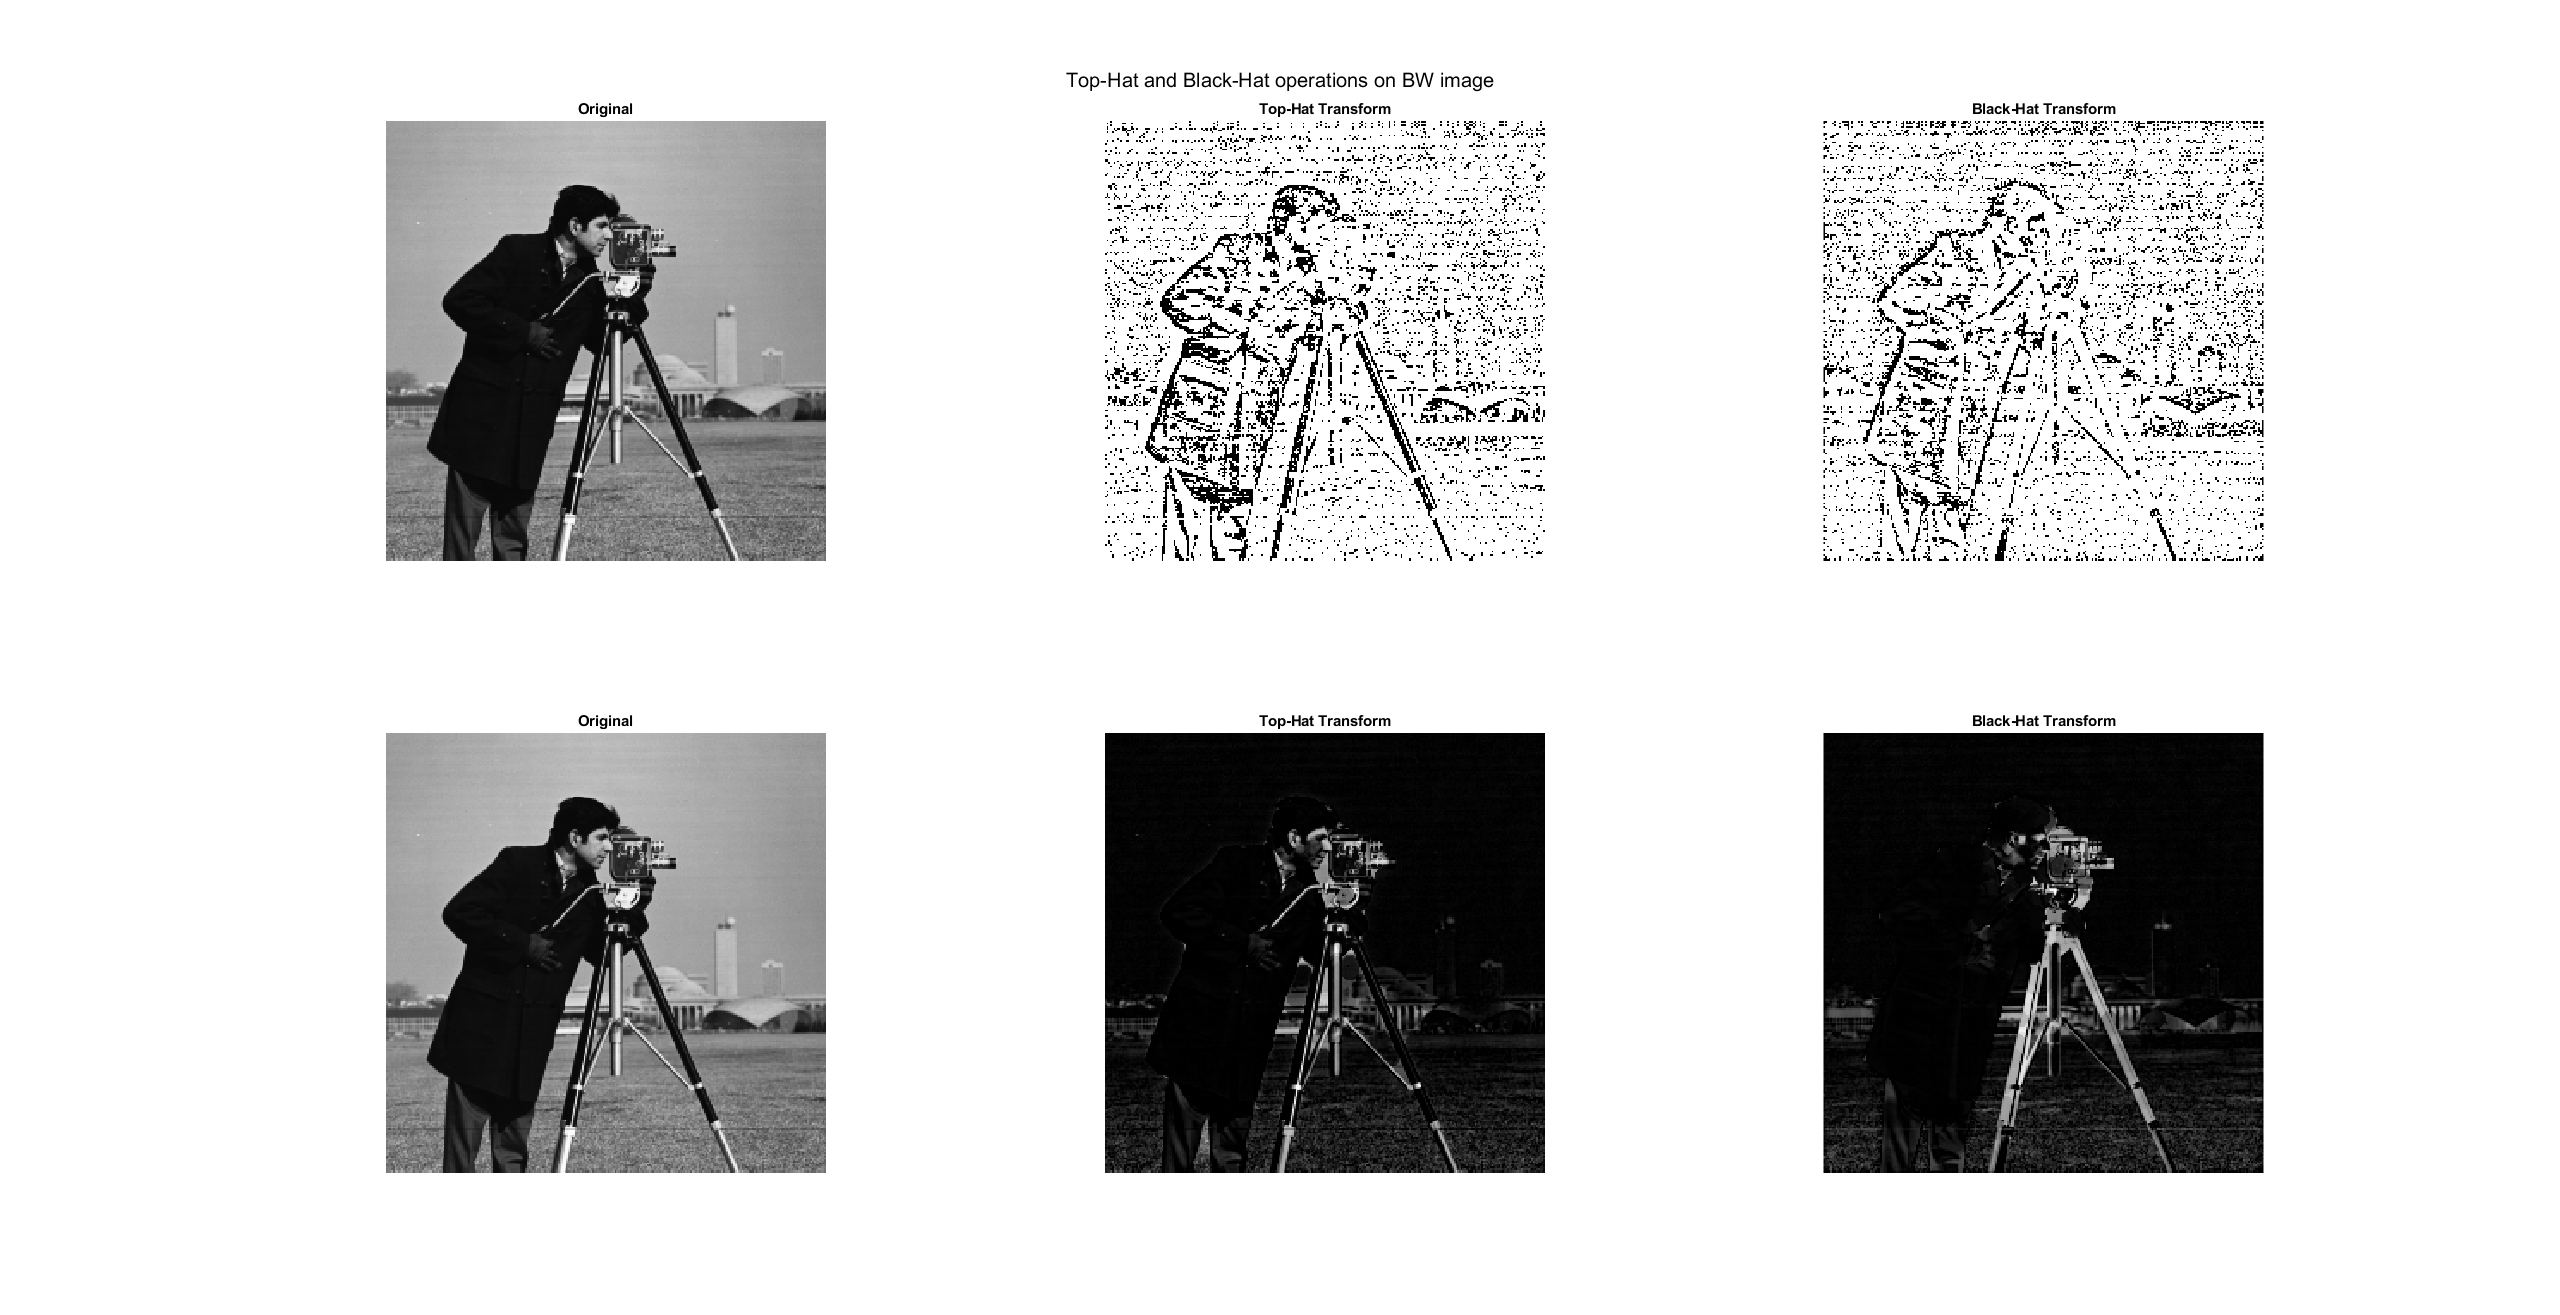 Top-Hat and Black-Hat operations on BW image
Original
Top-Hat Transform
Black-Hat Transform
Original
Top-Hat Transform
Black-Hat Transform